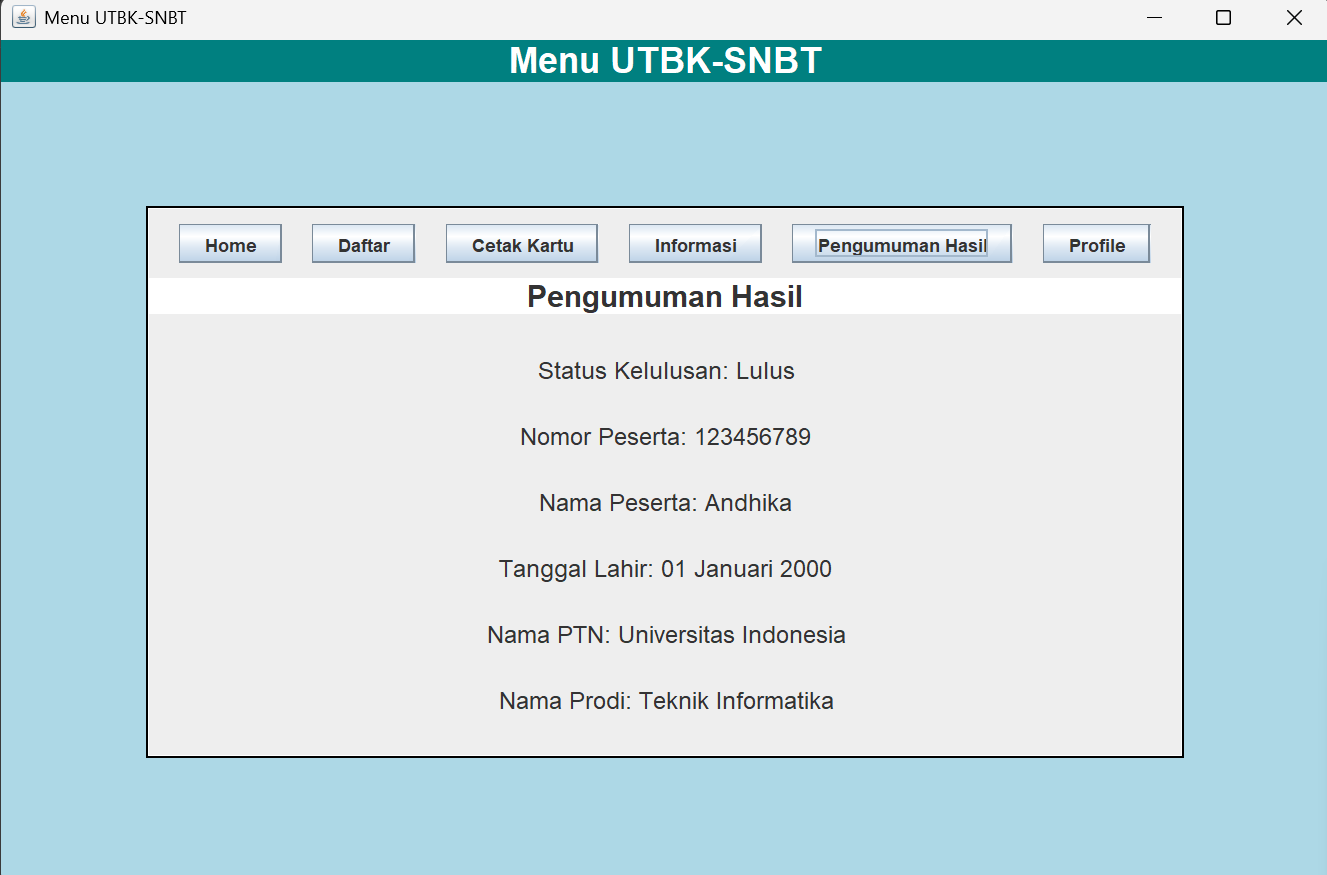 Menu UTBK-SNBT
Menu UTBK-SNBT
Home Daftar Cetak Kartu Informasi Pengumuman Hasil Profile
Pengumuman Hasil
Status Kelulusan: Lulus
Nomor Peserta: 123456789
Nama Peserta: Andhika
Tanggal Lahir: 01 Januari 2000
Nama PTN: Universitas Indonesia
Nama Prodi: Teknik Informatika